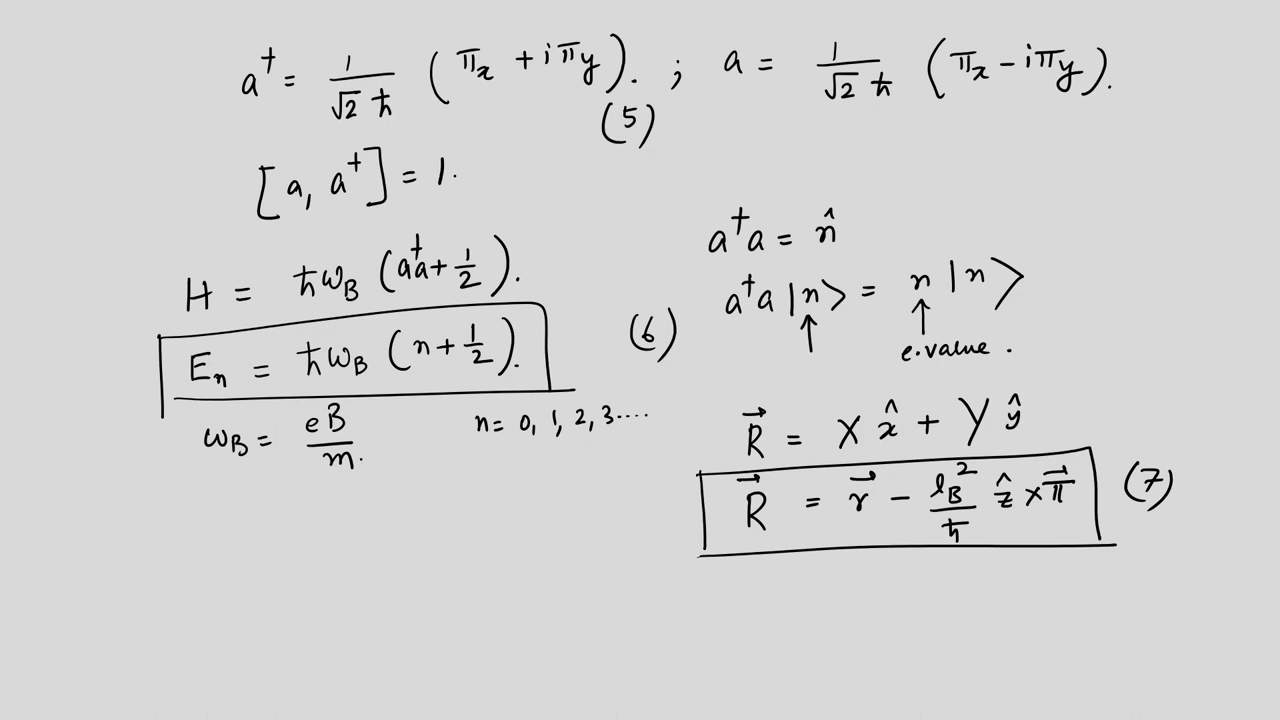 a† = 1/√2 ħ (πx + iπy). ; a = 1/√2 ħ (πx − iπy).
(5)
[a, a†] = 1.
a†a = n̂
H = ħωB (a†a + 1/2).
a†a |n> = n |n>
En = ħωB (n + 1/2). (6)
e.value .
ωB = eB/m. n = 0, 1, 2, 3....
R⃗ = X x̂ + Y ŷ
R⃗ = r⃗ − lB²/ħ ẑ × π⃗ (7)